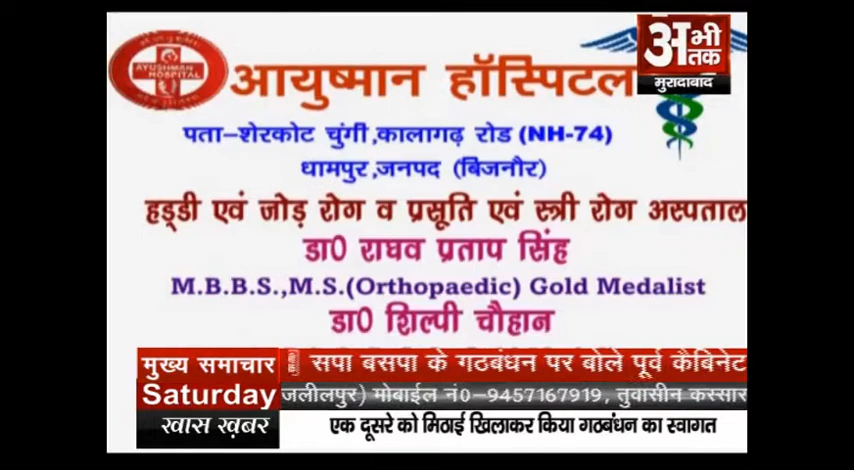 अभी
तक
मुरादाबाद
AYUSHMAN
HOSPITAL
आयुष्मान हॉस्पिटल
पता-शेरकोट चुंगी,कालागढ़ रोड (NH-74)
धामपुर,जनपद (बिजनौर)
हड्डी एवं जोड़ रोग व प्रसूति एवं स्त्री रोग अस्पताल
डा0 राघव प्रताप सिंह
M.B.B.S.,M.S.(Orthopaedic) Gold Medalist
डा0 शिल्पी चौहान
मुख्य समाचार
सपा बसपा के गठबंधन पर बोले पूर्व कैबिनेट
Saturday
जलीलपुर) मोबाईल नं0-9457167919, तुवासीन कस्सार
खास ख़बर
एक दूसरे को मिठाई खिलाकर किया गठबंधन का स्वागत